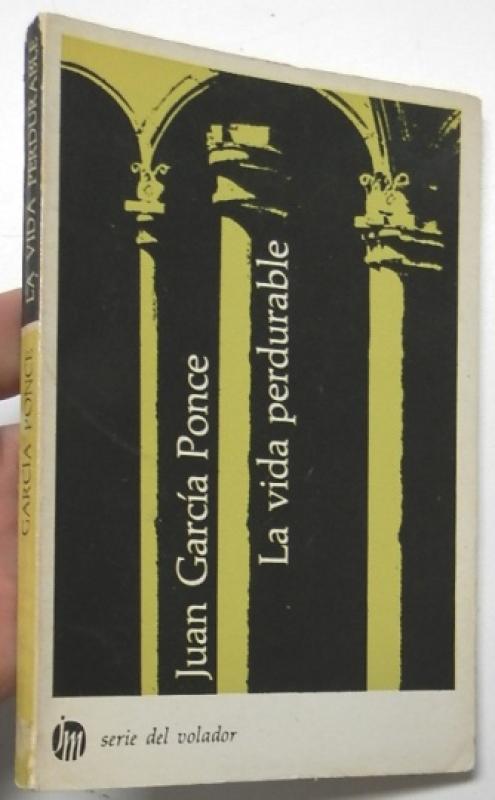 Juan García Ponce
La vida perdurable
jm
serie del volador
GARCÍA PONCE
LA VIDA PERDURABLE